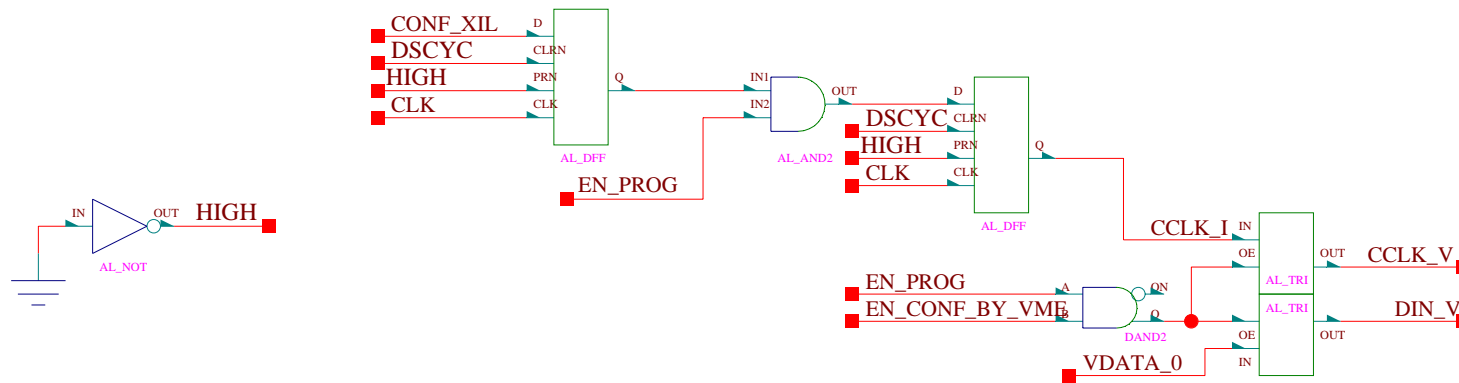 CONF_XIL
D
DSCYC
CLRN
HIGH
PRN
Q
CLK
CLK
AL_DFF
IN1
IN2
OUT
AL_AND2
EN_PROG
D
DSCYC
CLRN
HIGH
PRN
Q
CLK
CLK
AL_DFF
IN
OUT
HIGH
AL_NOT
CCLK_I
IN
OE
AL_TRI
OUT
CCLK_V
EN_PROG
A
QN
EN_CONF_BY_VME
B
Q
DAND2
AL_TRI
OE
IN
OUT
DIN_V
VDATA_0